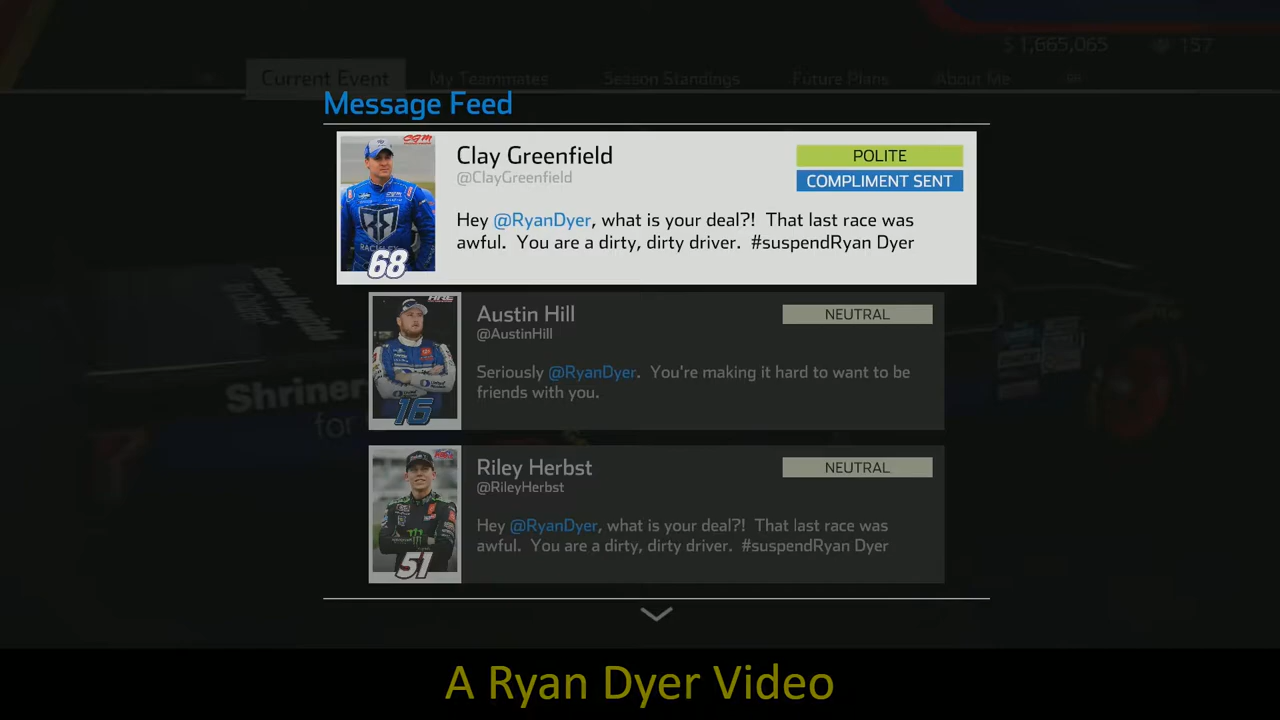 $ 1,665,065 157
Current Event My Teammates Season Standings Future Plans About Me
Message Feed
CGM
Clay Greenfield
POLITE
@ClayGreenfield
COMPLIMENT SENT
Hey @RyanDyer, what is your deal?! That last race was
awful. You are a dirty, dirty driver. #suspendRyan Dyer
68
HRE
Austin Hill
NEUTRAL
@AustinHill
Seriously @RyanDyer. You're making it hard to want to be
friends with you.
16
Shriner
for
Riley Herbst
NEUTRAL
@RileyHerbst
Hey @RyanDyer, what is your deal?! That last race was
awful. You are a dirty, dirty driver. #suspendRyan Dyer
51
A Ryan Dyer Video